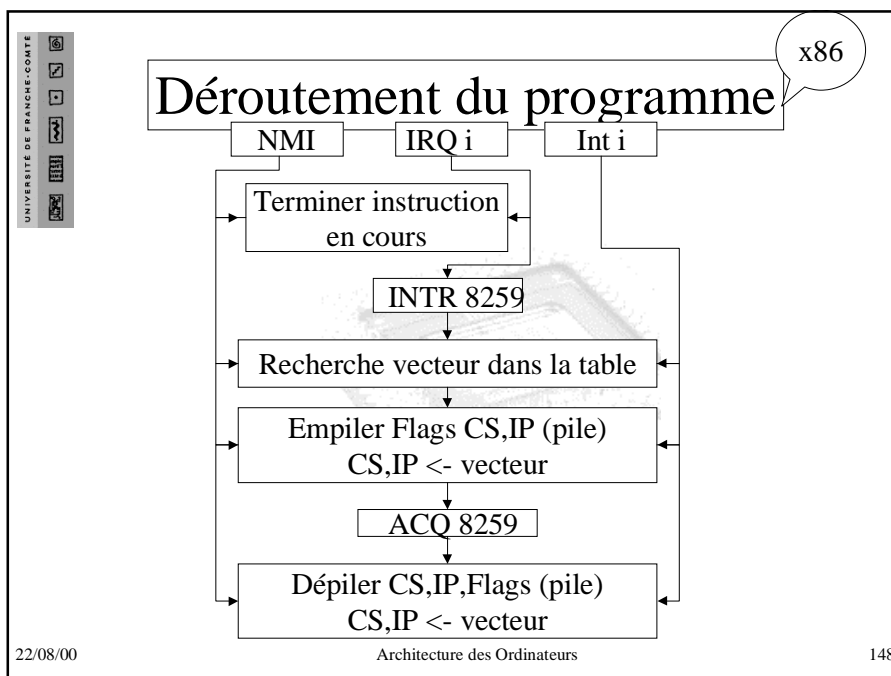 UNIVERSITÉ DE FRANCHE-COMTÉ
x86
Déroutement du programme
NMI
IRQ i
Int i
Terminer instruction
en cours
INTR 8259
Recherche vecteur dans la table
Empiler Flags CS,IP (pile)
CS,IP <- vecteur
ACQ 8259
Dépiler CS,IP,Flags (pile)
CS,IP <- vecteur
22/08/00
Architecture des Ordinateurs
148